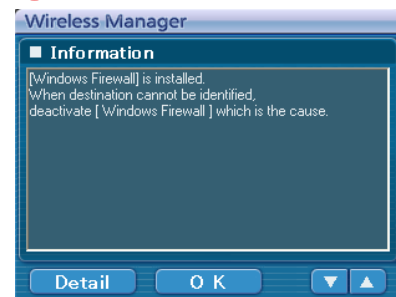 Wireless Manager
Information
[Windows Firewall] is installed.
When destination cannot be identified,
deactivate [ Windows Firewall ] which is the cause.
Detail
O K